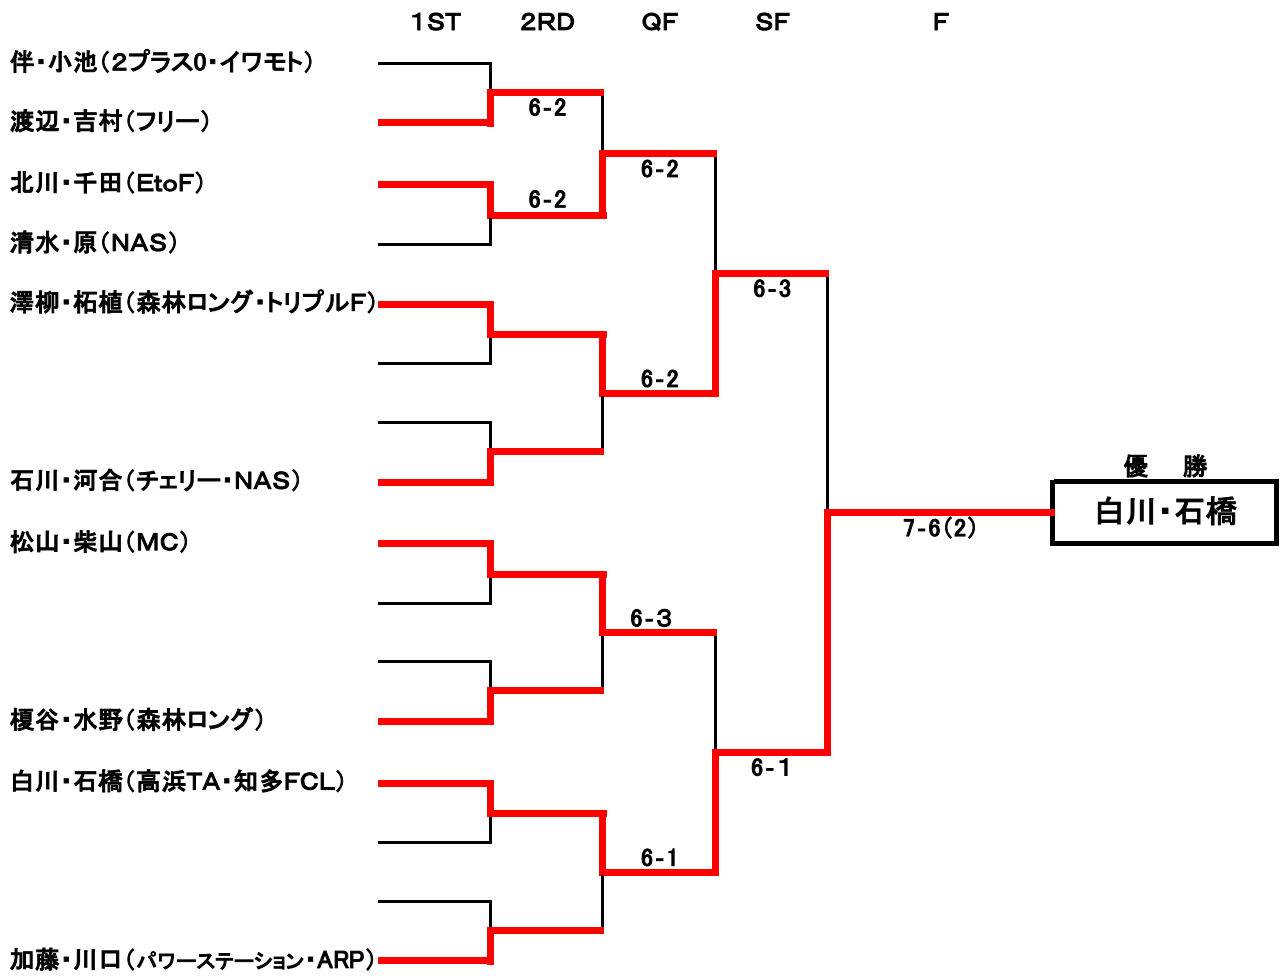 1ST 2RD QF SF F
伴・小池(2プラス0・イワモト)
6-2
渡辺・吉村(フリー)
6-2
北川・千田(EtoF)
6-2
清水・原(NAS)
6-3
澤柳・柘植(森林ロング・トリプルF)
6-2
優 勝
石川・河合(チェリー・NAS)
白川・石橋
7-6(2)
松山・柴山(MC)
6-3
榎谷・水野(森林ロング)
6-1
白川・石橋(高浜TA・知多FCL)
6-1
加藤・川口(パワーステーション・ARP)